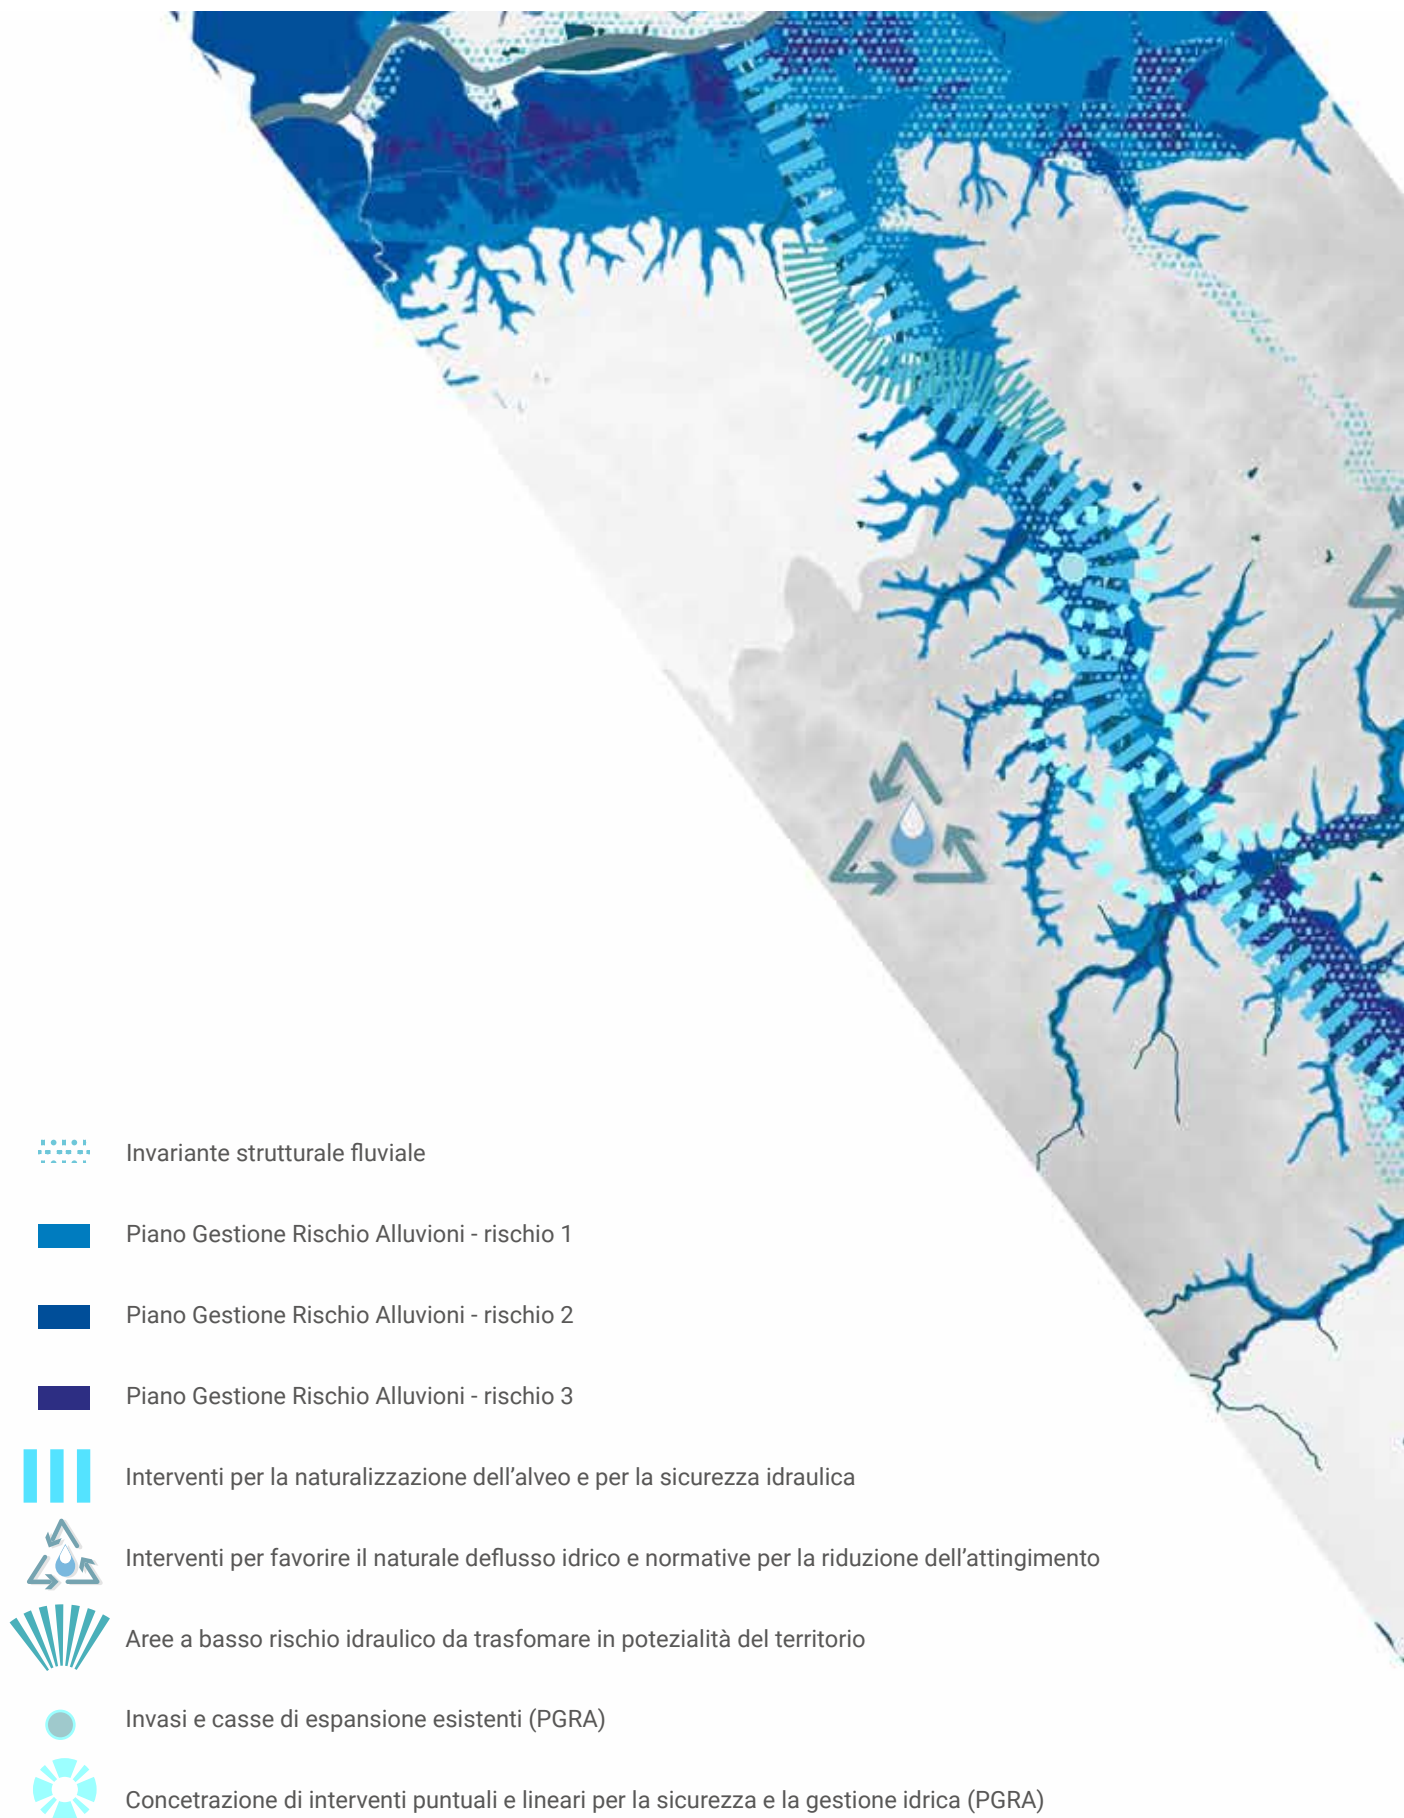 Invariante strutturale fluviale
Piano Gestione Rischio Alluvioni - rischio 1
Piano Gestione Rischio Alluvioni - rischio 2
Piano Gestione Rischio Alluvioni - rischio 3
Interventi per la naturalizzazione dell'alveo e per la sicurezza idraulica
Interventi per favorire il naturale deflusso idrico e normative per la riduzione dell'attingimento
Aree a basso rischio idraulico da trasfomare in potezialità del territorio
Invasi e casse di espansione esistenti (PGRA)
Concetrazione di interventi puntuali e lineari per la sicurezza e la gestione idrica (PGRA)